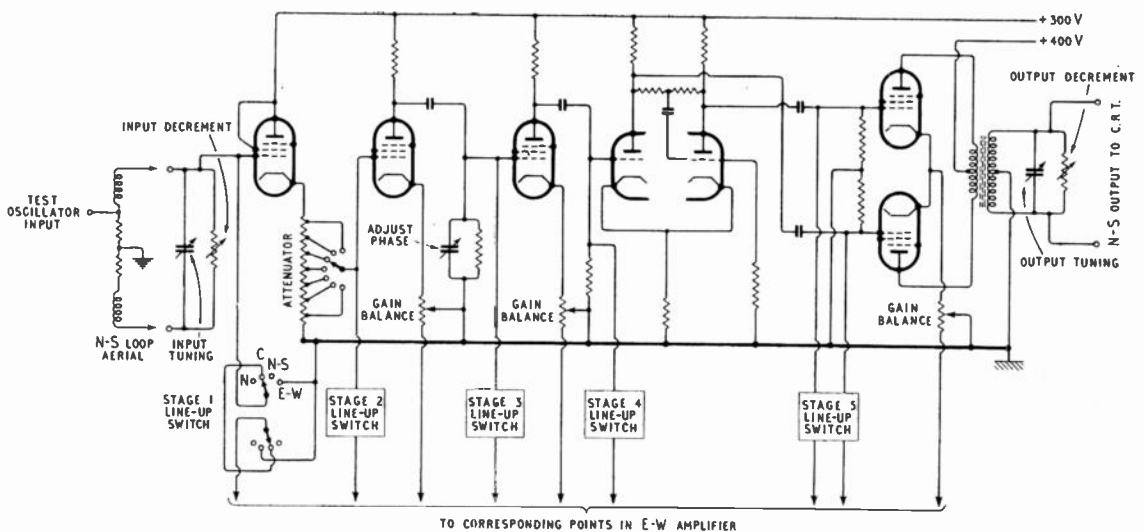 +300V
+400V
OUTPUT DECREMENT
INPUT DECREMENT
TEST
OSCILLATOR
INPUT
ATTENUATOR
ADJUST
PHASE
N-S OUTPUT TO C.R.T.
OUTPUT TUNING
GAIN
BALANCE
GAIN
BALANCE
GAIN
BALANCE
N-S LOOP
AERIAL
INPUT
TUNING
C
N-S
N
E-W
STAGE 1
LINE-UP
SWITCH
STAGE 2
LINE-UP
SWITCH
STAGE 3
LINE-UP
SWITCH
STAGE 4
LINE-UP
SWITCH
STAGE 5
LINE-UP
SWITCH
TO CORRESPONDING POINTS IN E-W AMPLIFIER